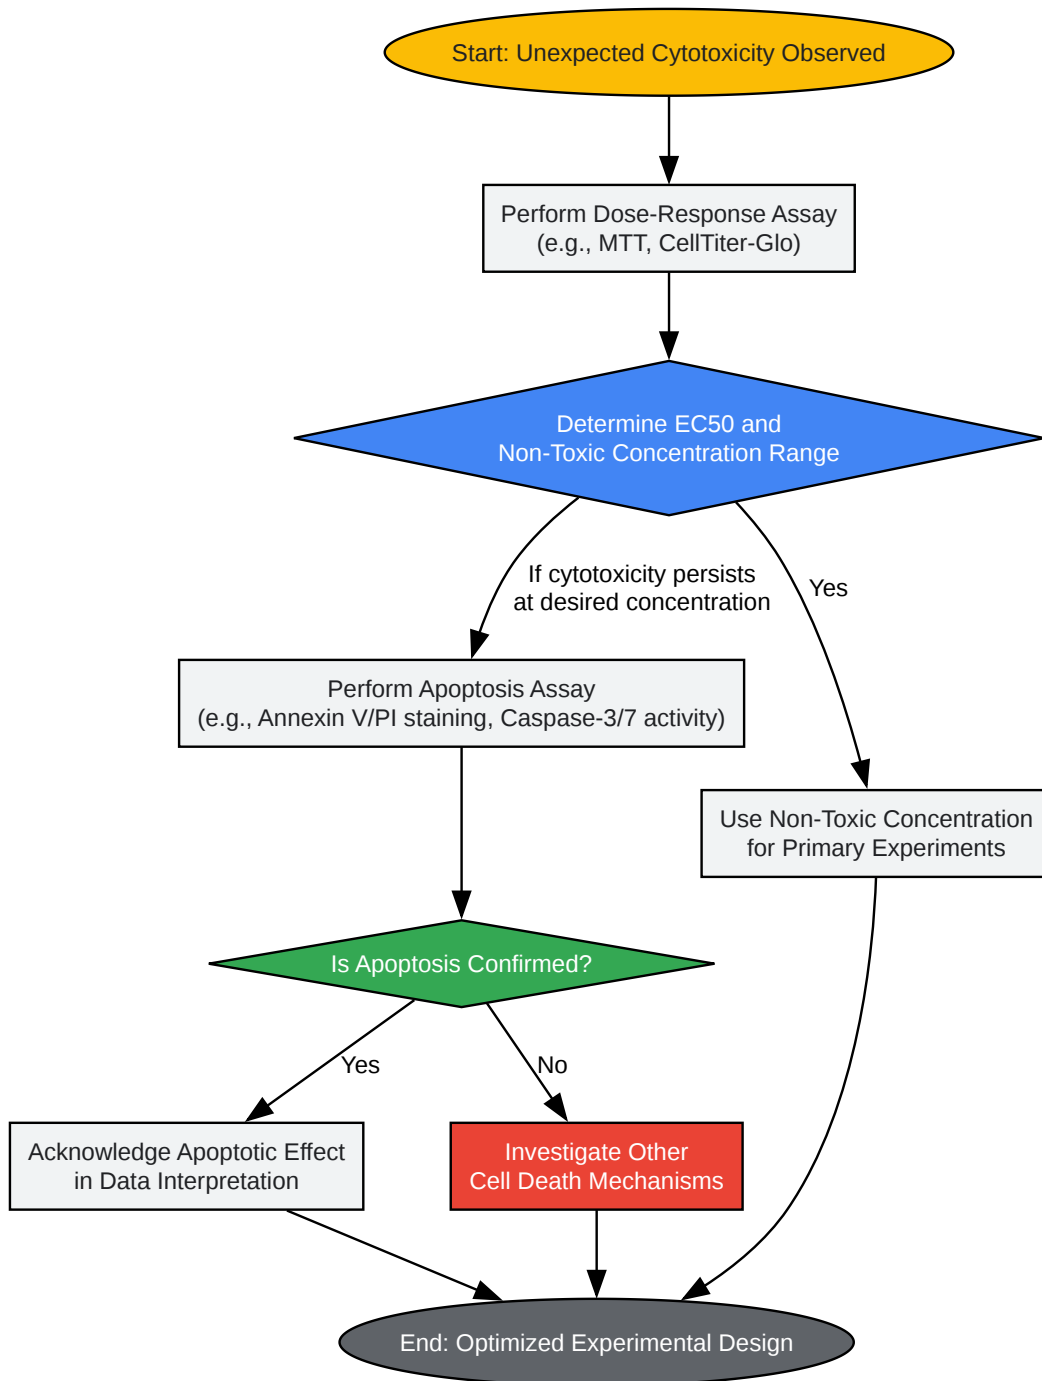 Start: Unexpected Cytotoxicity Observed
Perform Dose-Response Assay
(e.g., MTT, CellTiter-Glo)
Determine EC50 and
Non-Toxic Concentration Range
If cytotoxicity persists
at desired concentration
Yes
Perform Apoptosis Assay
(e.g., Annexin V/PI staining, Caspase-3/7 activity)
Use Non-Toxic Concentration
for Primary Experiments
Is Apoptosis Confirmed?
Yes
No
Acknowledge Apoptotic Effect
in Data Interpretation
Investigate Other
Cell Death Mechanisms
End: Optimized Experimental Design